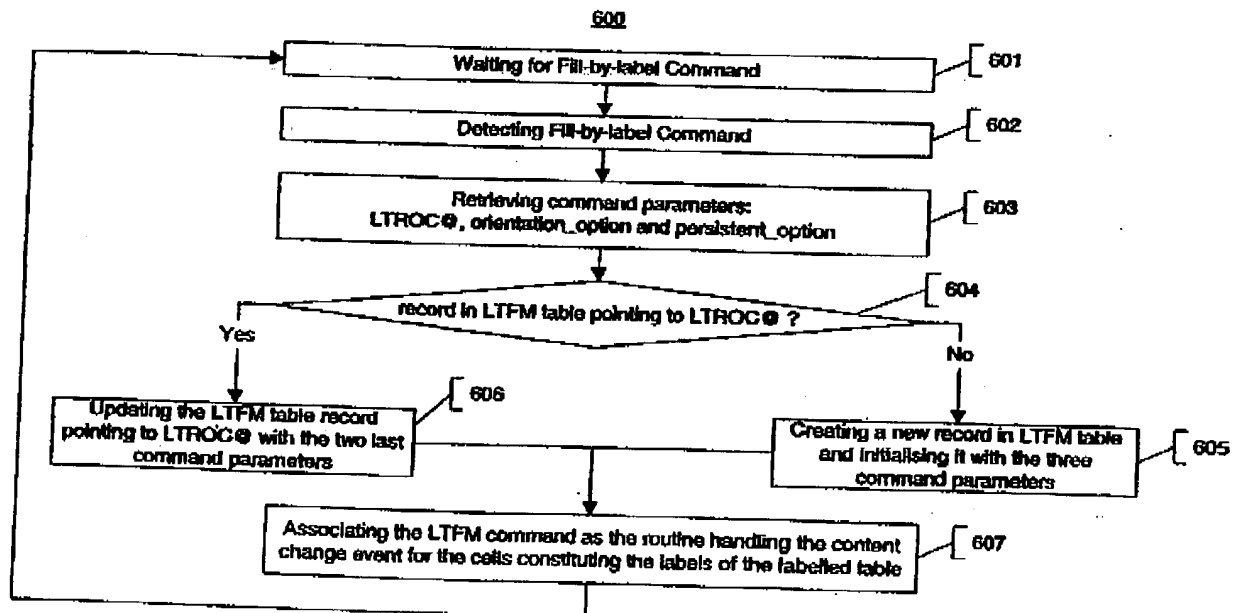 600
Waiting for Fill-by-label Command
601
Detecting Fill-by-label Command
602
Retrieving command parameters:
LTROC@, orientation_option and persistent_option
603
record in LTFM table pointing to LTROC@ ?
604
Yes
No
Updating the LTFM table record
pointing to LTROC@ with the two last
command parameters
606
Creating a new record in LTFM table
and initialising it with the three
command parameters
605
Associating the LTFM command as the routine handling the content
change event for the cells constituting the labels of the labelled table
607